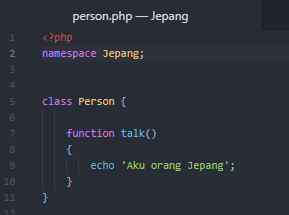 person.php — Jepang
1 <?php
2 namespace Jepang;
3
4
5 class Person {
6
7 function talk()
8 {
9 echo 'Aku orang Jepang';
10 }
11 }
12